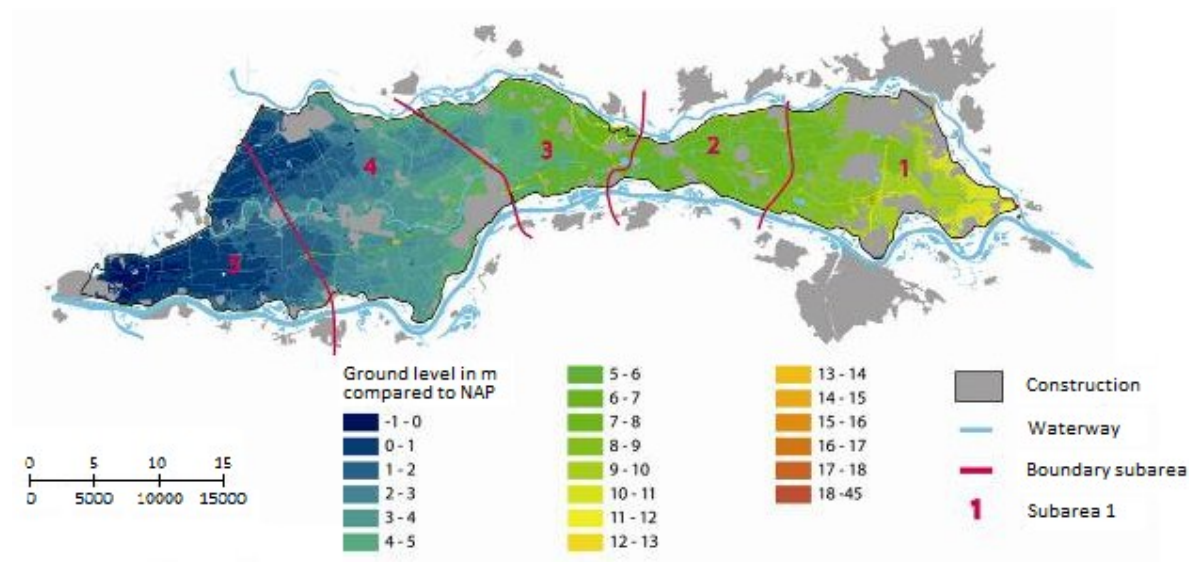 4
3
2
1
5
Ground level in m
compared to NAP
-1 - 0
0 - 1
1 - 2
2 - 3
3 - 4
4 - 5
5 - 6
6 - 7
7 - 8
8 - 9
9 - 10
10 - 11
11 - 12
12 - 13
13 - 14
14 - 15
15 - 16
16 - 17
17 - 18
18 -45
Construction
Waterway
Boundary subarea
1 Subarea 1
0 5 10 15
0 5000 10000 15000